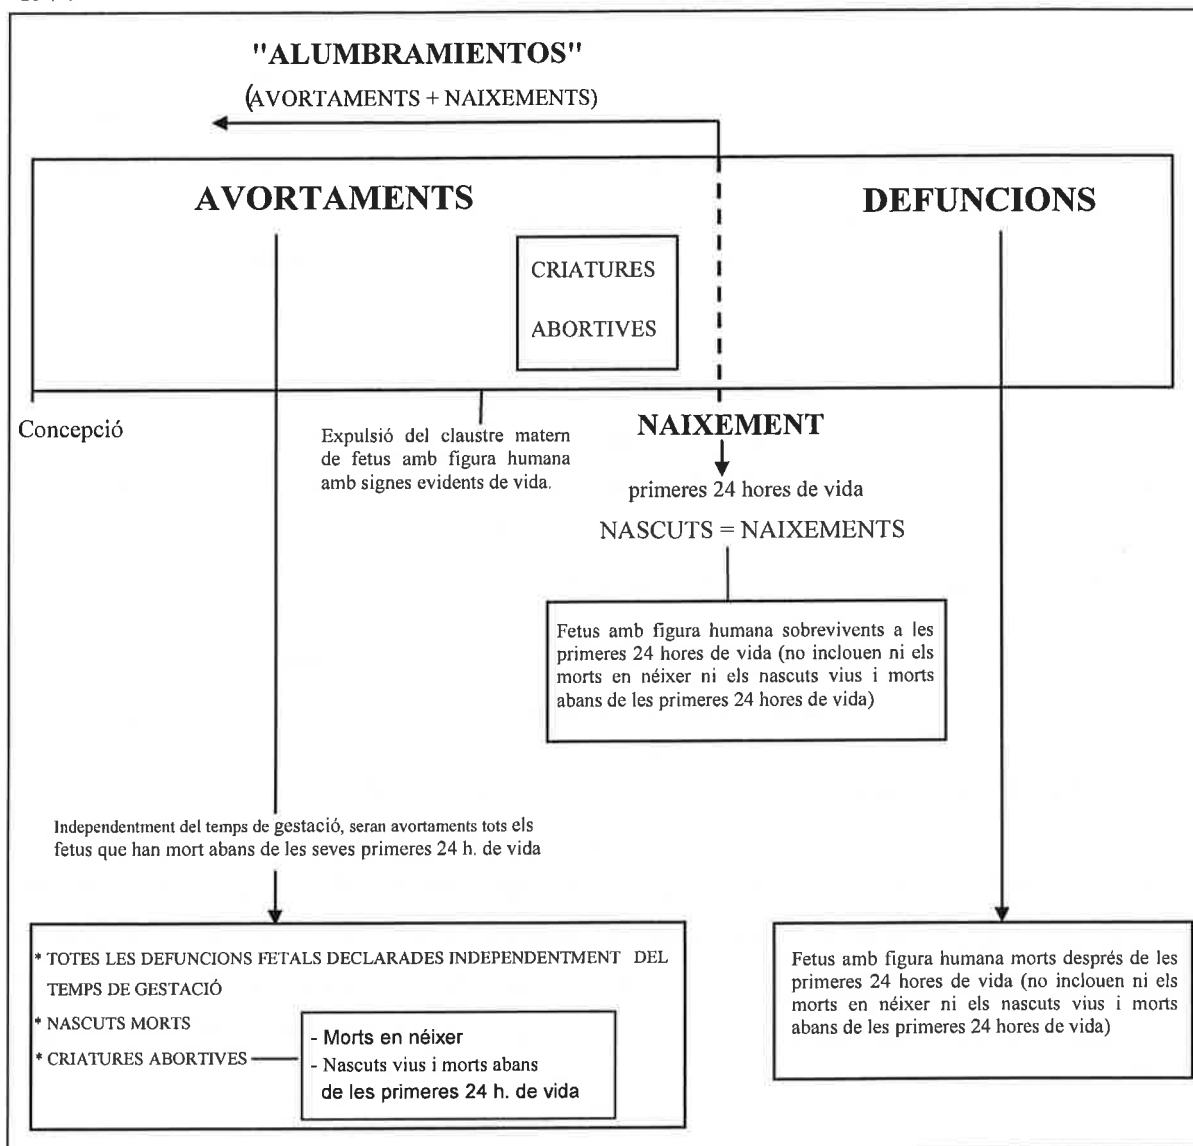 "ALUMBRAMIENTOS"
(AVORTAMENTS + NAIXEMENTS)
AVORTAMENTS
DEFUNCIONS
CRIATURES
ABORTIVES
Concepció
Expulsió del claustre matern
de fetus amb figura humana
amb signes evidents de vida.
NAIXEMENT
primeres 24 hores de vida
NASCUTS = NAIXEMENTS
Fetus amb figura humana sobrevivents a les
primeres 24 hores de vida (no inclouen ni els
morts en néixer ni els nascuts vius i morts
abans de les primeres 24 hores de vida)
Independentment del temps de gestació, seran avortaments tots els
fetus que han mort abans de les seves primeres 24 h. de vida
* TOTES LES DEFUNCIONS FETALS DECLARADES INDEPENDENTMENT DEL
TEMPS DE GESTACIÓ
* NASCUTS MORTS
* CRIATURES ABORTIVES
- Morts en néixer
- Nascuts vius i morts abans
de les primeres 24 h. de vida
Fetus amb figura humana morts després de les
primeres 24 hores de vida (no inclouen ni els
morts en néixer ni els nascuts vius i morts
abans de les primeres 24 hores de vida)